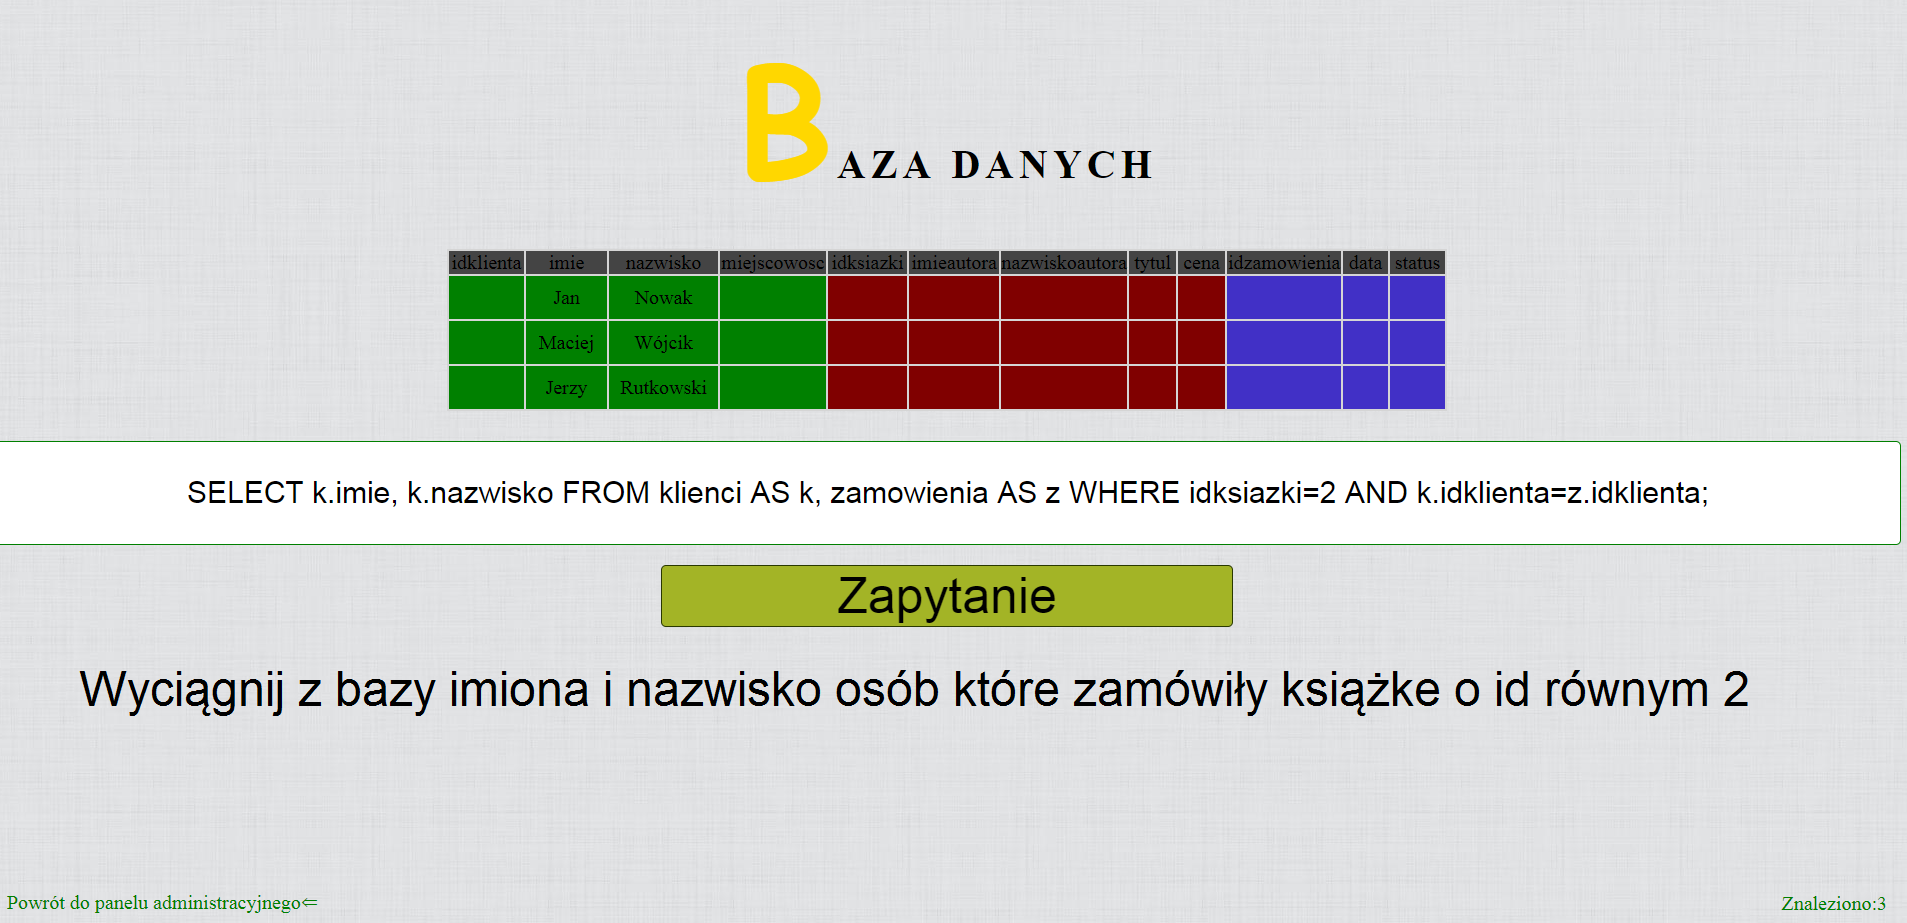 BAZA DANYCH
idklienta imie nazwisko miejscowosc idksiazki imieautora nazwiskoautora tytul cena idzamowienia data status
Jan Nowak
Maciej Wójcik
Jerzy Rutkowski
SELECT k.imie, k.nazwisko FROM klienci AS k, zamowienia AS z WHERE idksiazki=2 AND k.idklienta=z.idklienta;
Zapytanie
Wyciągnij z bazy imiona i nazwisko osób które zamówiły książke o id równym 2
Powrót do panelu administracyjnego⇐
Znaleziono:3